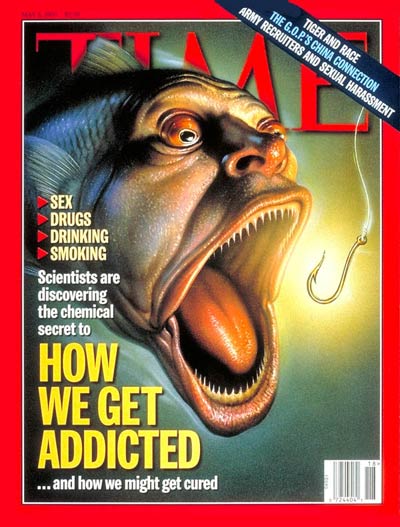 TIGER AND RACE
THE G.O.P.'S CHINA CONNECTION
ARMY RECRUITERS AND SEXUAL HARASSMENT
TIME
SEX
DRUGS
DRINKING
SMOKING
Scientists are
discovering
the chemical
secret to
HOW
WE GET
ADDICTED
...and how we might get cured